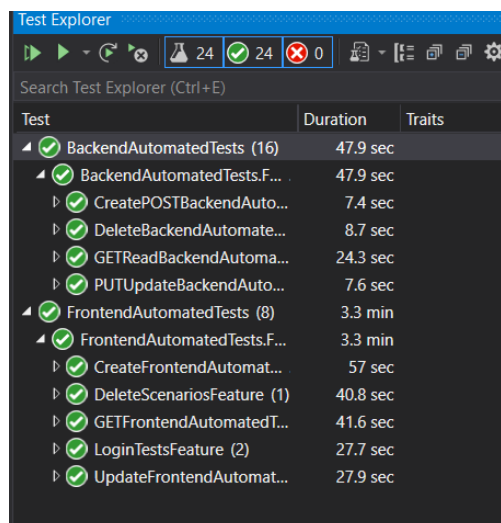 Test Explorer
24 24 0
Search Test Explorer (Ctrl+E)
Test Duration Traits
BackendAutomatedTests (16) 47.9 sec
BackendAutomatedTests.F... 47.9 sec
CreatePOSTBackendAuto... 7.4 sec
DeleteBackendAutomate... 8.7 sec
GETReadBackendAutoma... 24.3 sec
PUTUpdateBackendAuto... 7.6 sec
FrontendAutomatedTests (8) 3.3 min
FrontendAutomatedTests.F... 3.3 min
CreateFrontendAutomat... 57 sec
DeleteScenariosFeature (1) 40.8 sec
GETFrontendAutomatedT... 41.6 sec
LoginTestsFeature (2) 27.7 sec
UpdateFrontendAutomat... 27.9 sec